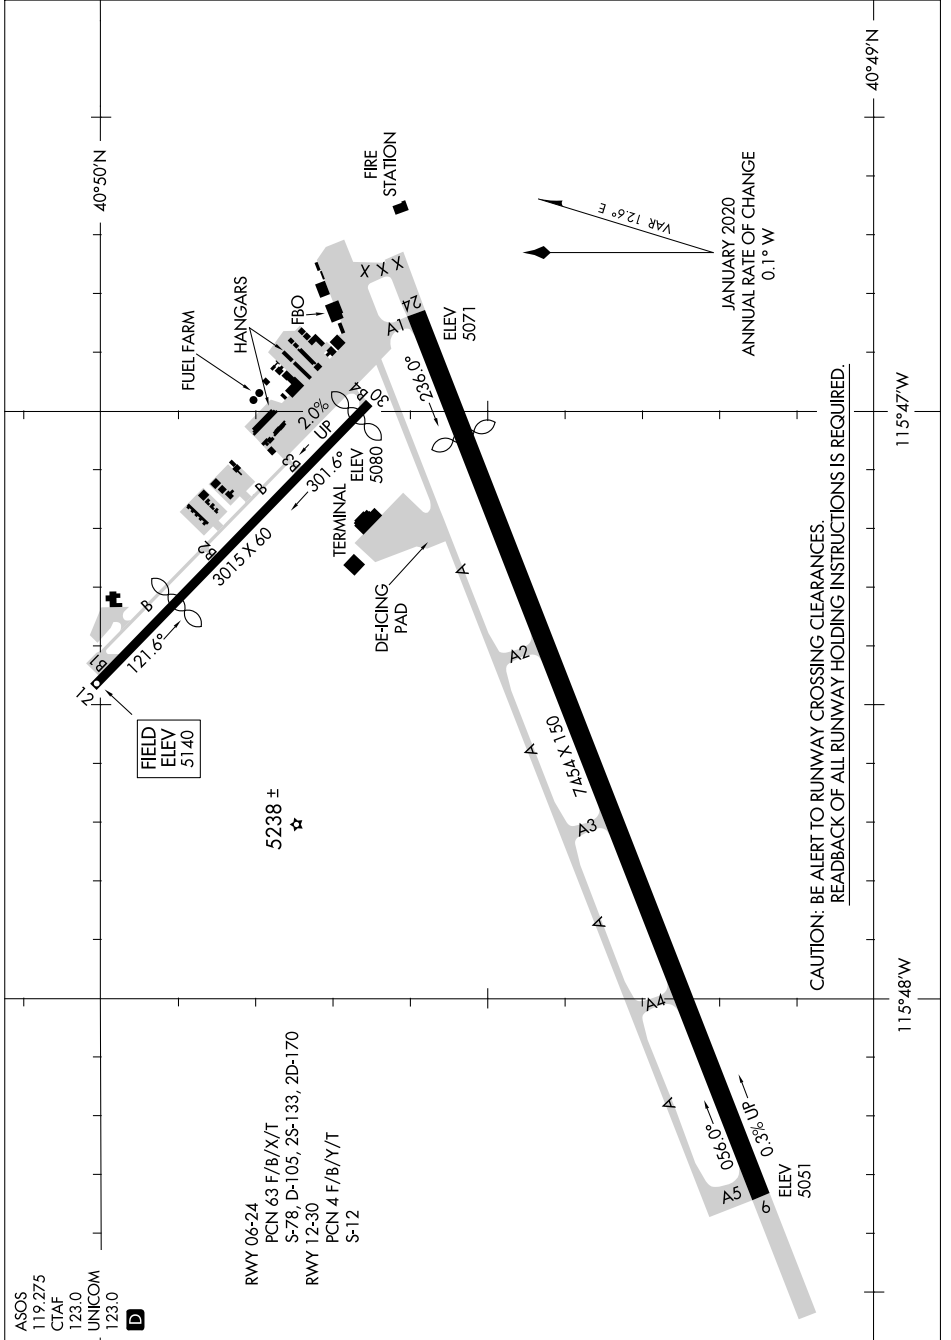 ASOS
119.275
CTAF
123.0
UNICOM
123.0
D
RWY 06-24
PCN 63 F/B/X/T
S-78, D-105, 2S-133, 2D-170
RWY 12-30
PCN 4 F/B/Y/T
S-12
40°50'N
40°49'N
115°47'W
115°48'W
FIRE
STATION
FUEL FARM
HANGARS
FBO
X
X
X
24
A1
ELEV
5071
236.0°
VAR 12.6° E
JANUARY 2020
ANNUAL RATE OF CHANGE
0.1° W
B4
30
2.0%
UP
B3
301.6°
ELEV
5080
B
B2
3015 X 60
B
B1
121.6°
12
FIELD
ELEV
5140
TERMINAL
DE-ICING
PAD
5238 ±
A
A2
A
7454 X 150
A3
A
A4
A
056.0°
0.3% UP
A5
6
ELEV
5051
CAUTION: BE ALERT TO RUNWAY CROSSING CLEARANCES.
READBACK OF ALL RUNWAY HOLDING INSTRUCTIONS IS REQUIRED.